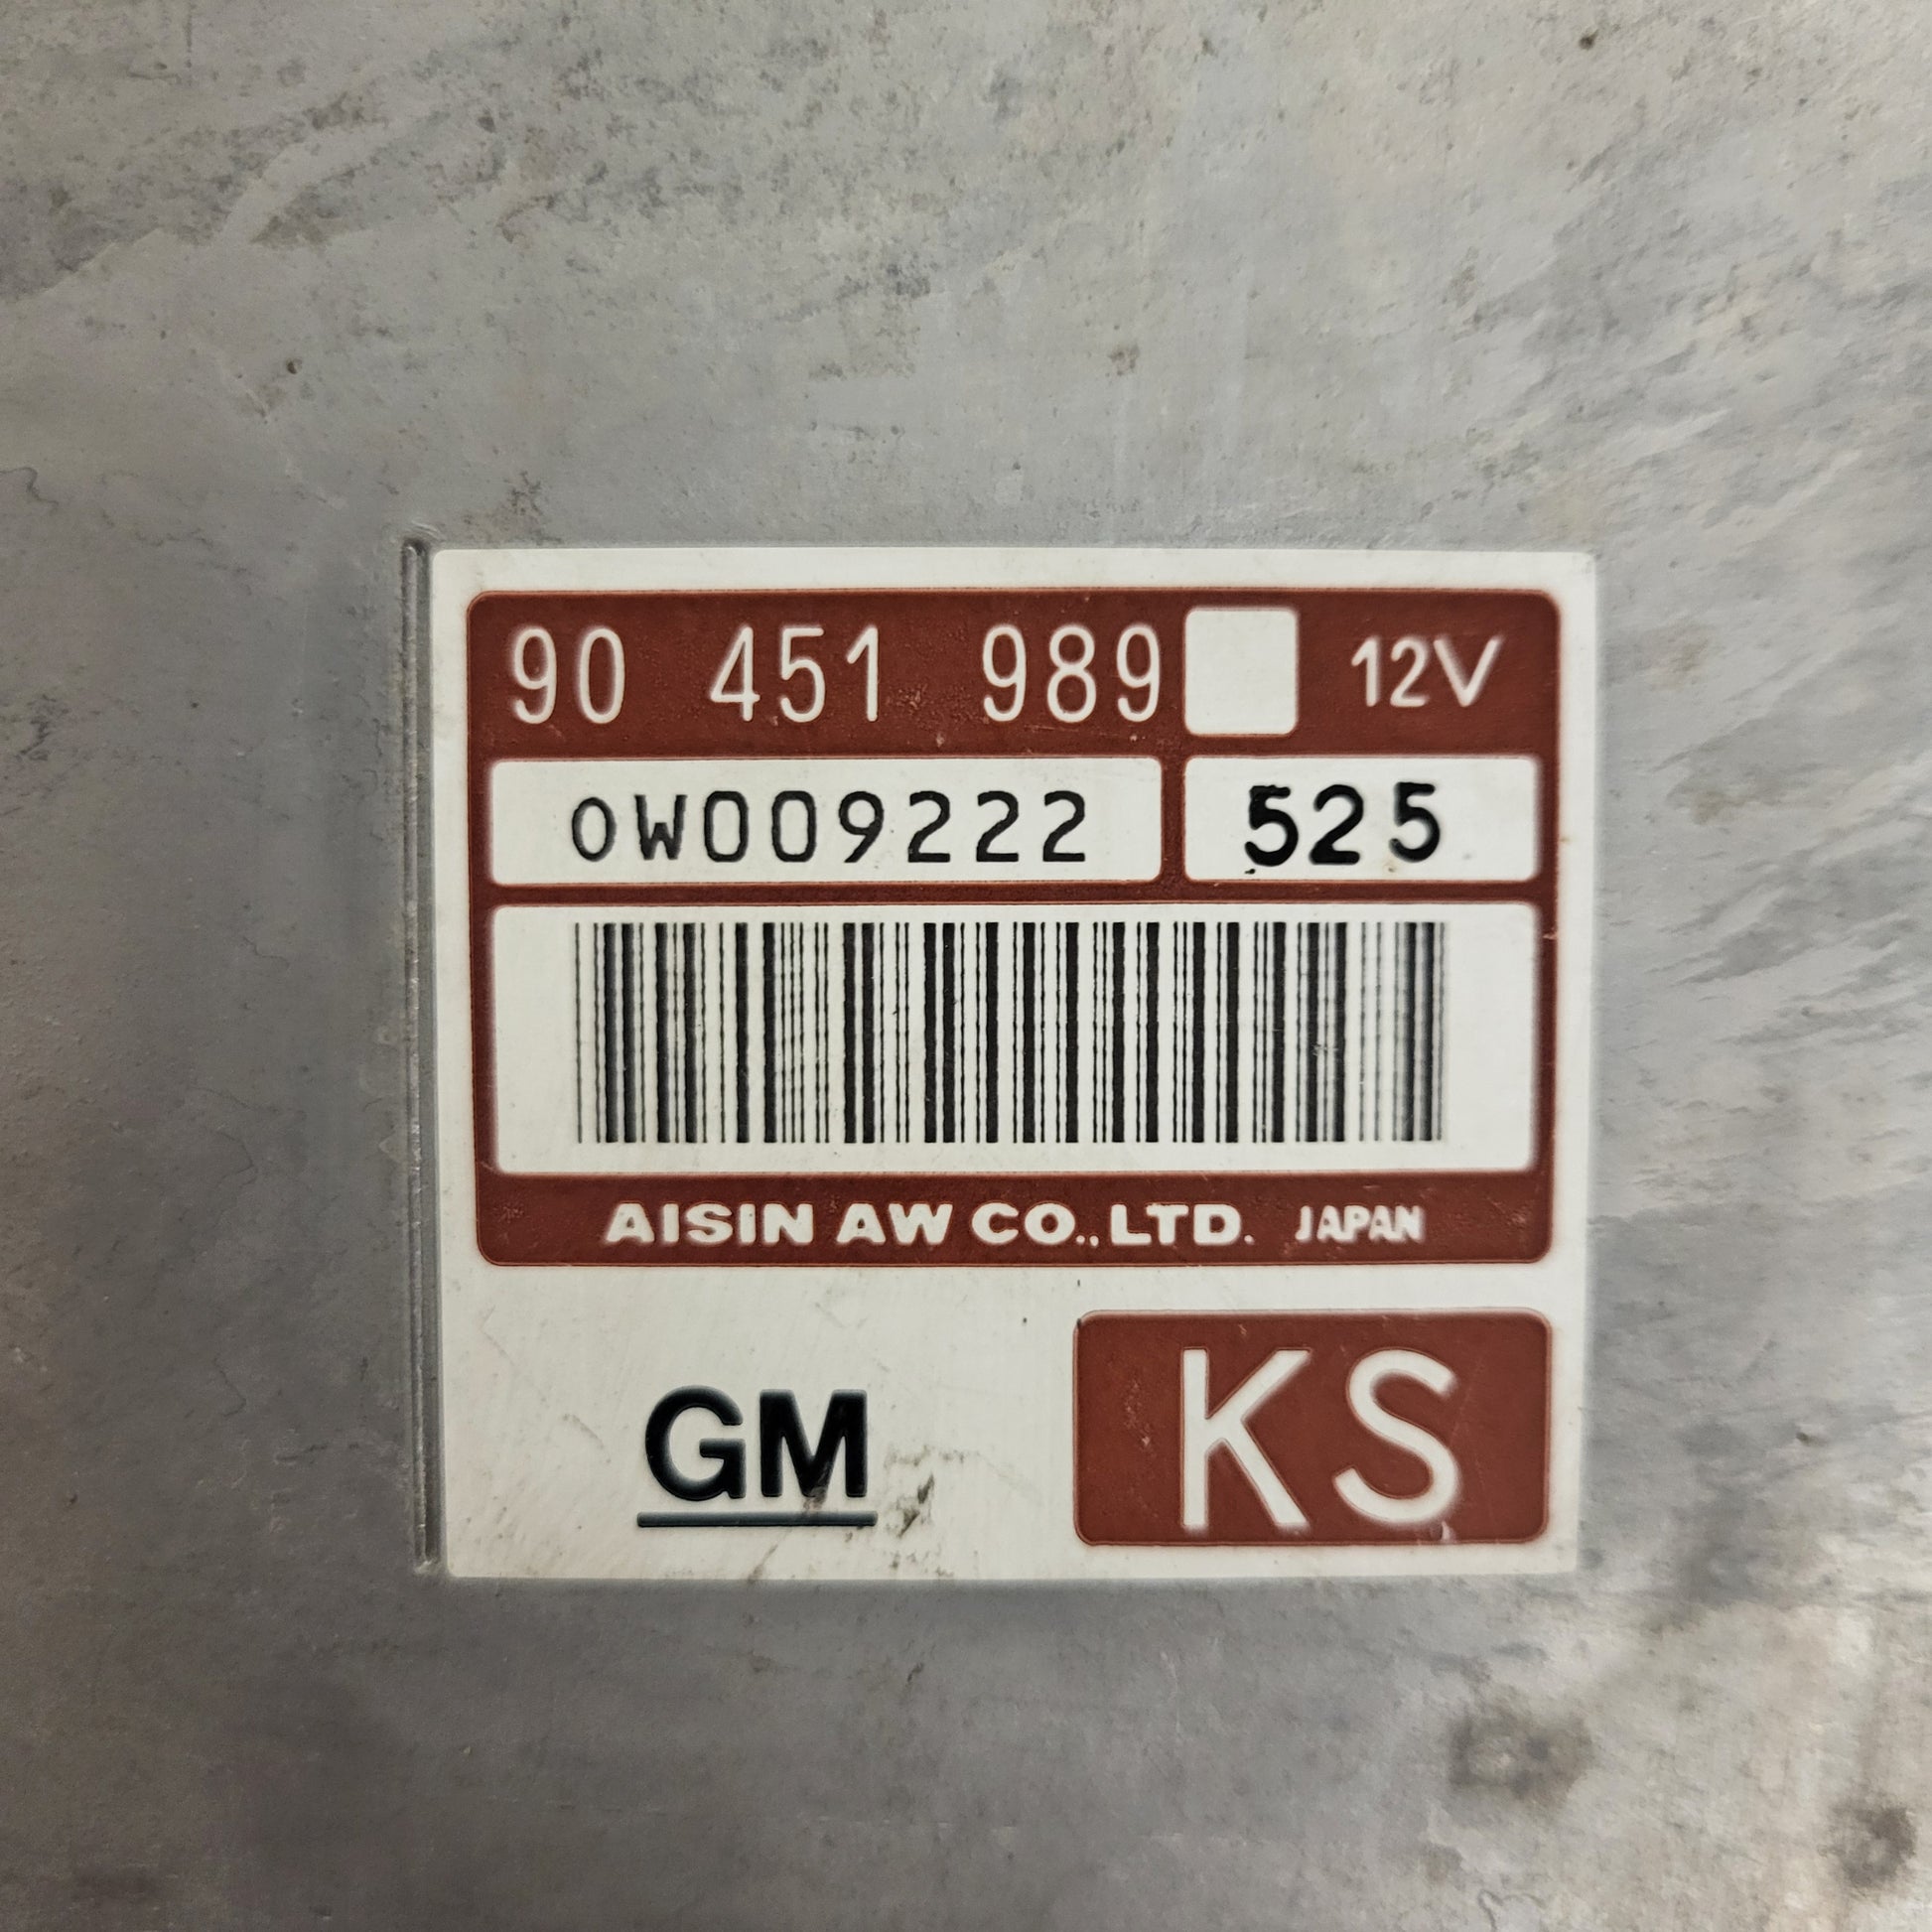 90 451 989 12V
0W009222 525
AISIN AW CO., LTD. JAPAN
GM KS